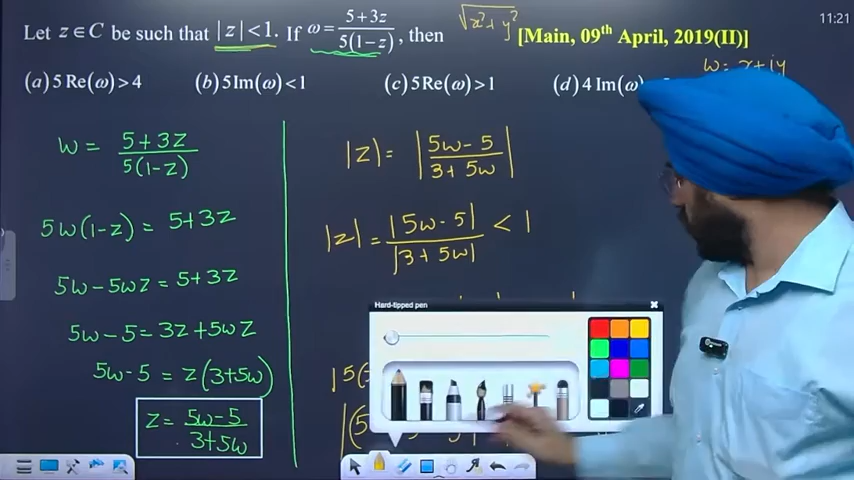 11:21
Let z ∈ C be such that |z| < 1. If ω = (5+3z)/(5(1−z)), then
√(x²+y²)
[Main, 09th April, 2019(II)]
w = x+iy
(a) 5 Re(ω) > 4 (b) 5 Im(ω) < 1 (c) 5 Re(ω) > 1 (d) 4 Im(ω)
w = (5+3z)/(5(1-z))
5w(1-z) = 5+3z
5w-5wz = 5+3z
5w-5 = 3z+5wz
5w-5 = z(3+5w)
z = (5w-5)/(3+5w)
|z| = |(5w-5)/(3+5w)|
|z| = |5w-5|/|3+5w| < 1
Hard-tipped pen